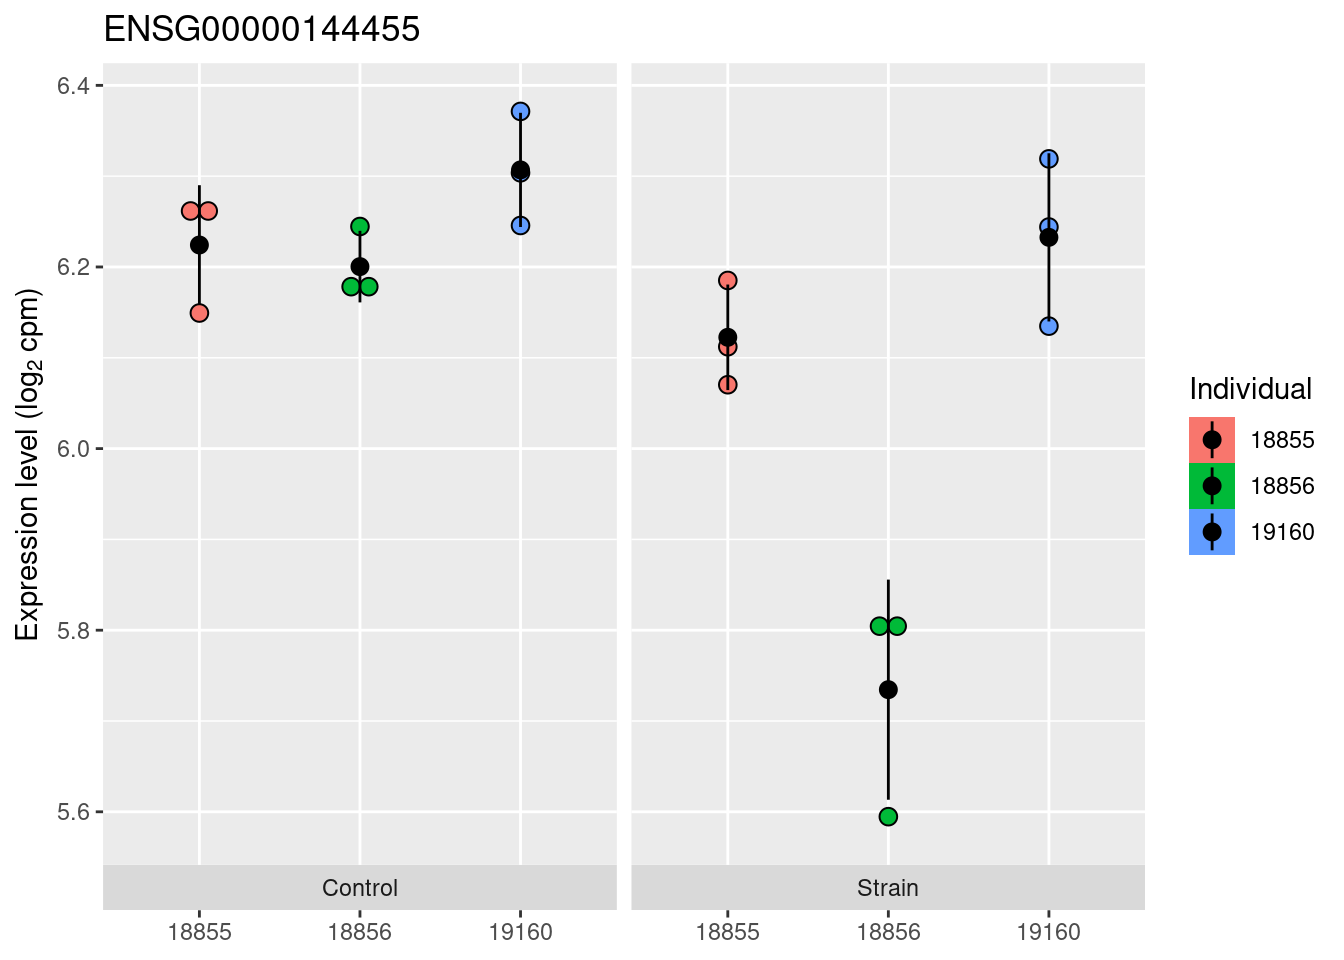 ENSG00000144455
Expression level (log₂ cpm)
6.4
6.2
6.0
5.8
5.6
Control
Strain
18855 18856 19160
18855 18856 19160
Individual
18855
18856
19160